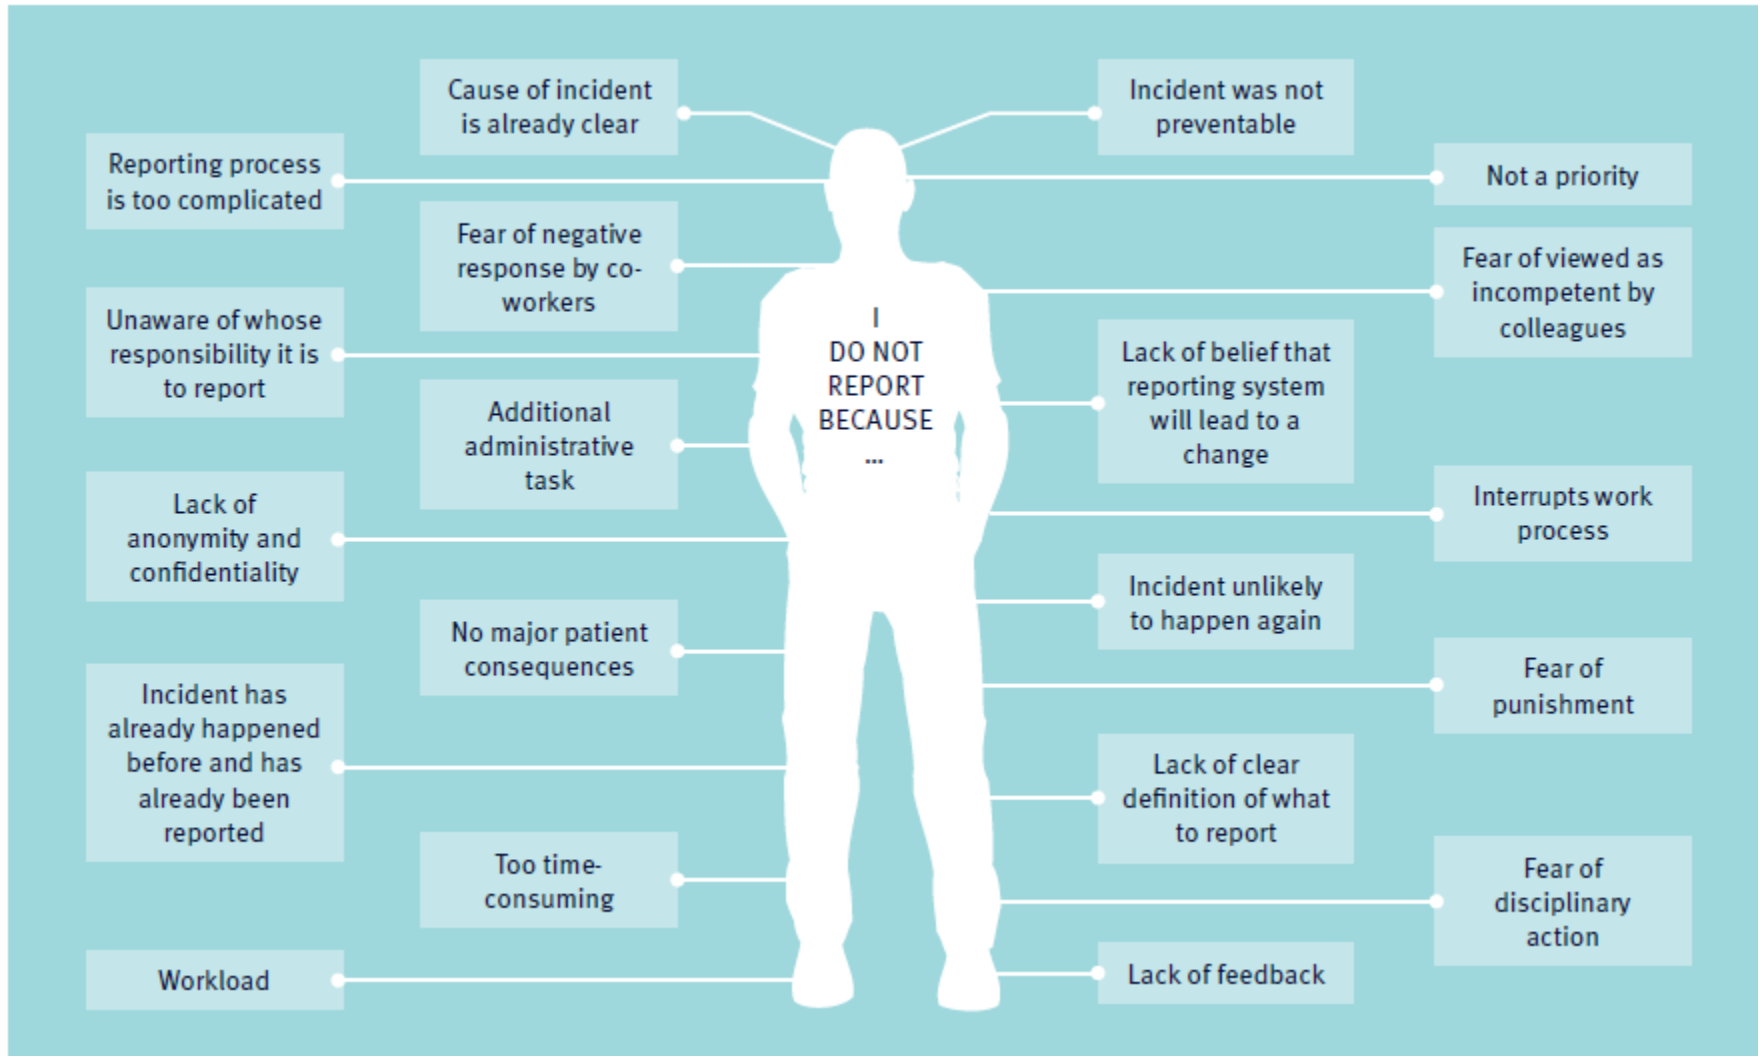 Cause of incident
is already clear
Incident was not
preventable
Reporting process
is too complicated
Not a priority
Fear of negative
response by co-
workers
Fear of viewed as
incompetent by
colleagues
Unaware of whose
responsibility it is
to report
I
DO NOT
REPORT
BECAUSE
...
Lack of belief that
reporting system
will lead to a
change
Additional
administrative
task
Lack of
anonymity and
confidentiality
Interrupts work
process
Incident unlikely
to happen again
No major patient
consequences
Fear of
punishment
Incident has
already happened
before and has
already been
reported
Lack of clear
definition of what
to report
Too time-
consuming
Fear of
disciplinary
action
Workload
Lack of feedback